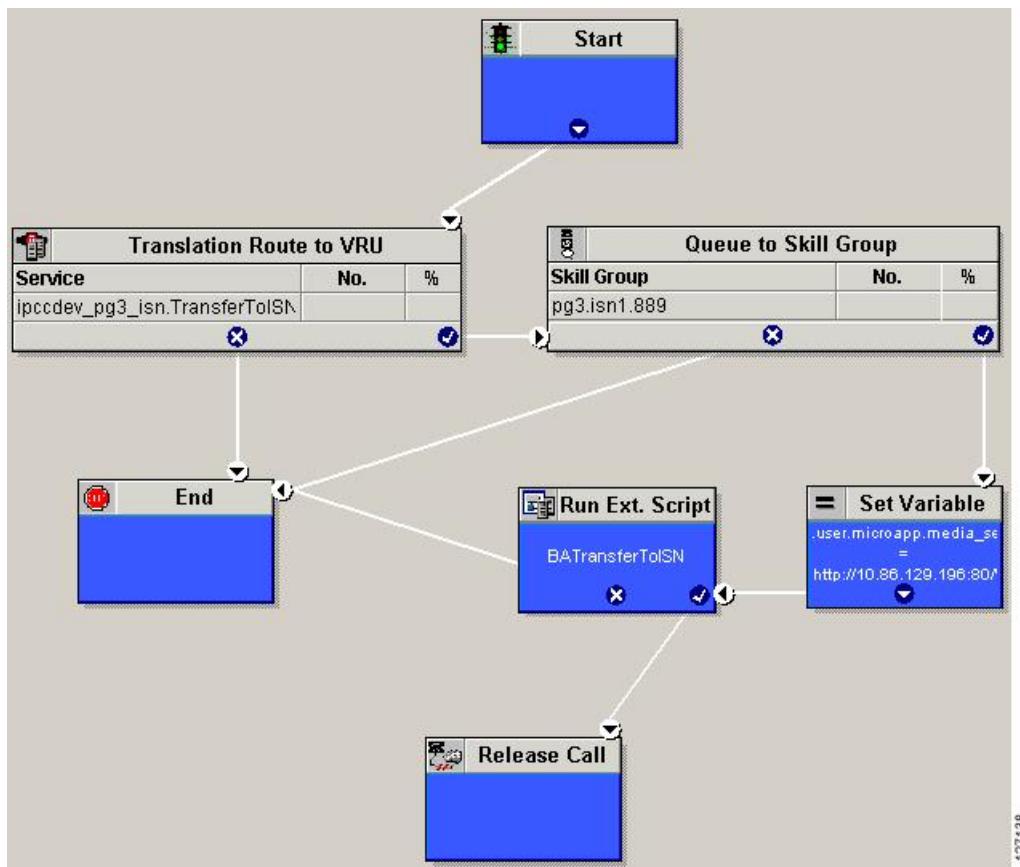 Start
Translation Route to VRU
Service No. %
ipccdev_pg3_isn.TransferToISN
Queue to Skill Group
Skill Group No. %
pg3.isn1.889
End
Run Ext. Script
BATransferToISN
Set Variable
.user.microapp.media_se
=
http://10.86.129.196:80/
Release Call